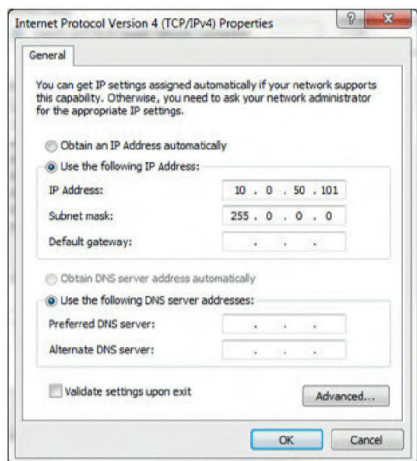 Internet Protocol Version 4 (TCP/IPv4) Properties
General
You can get IP settings assigned automatically if your network supports
this capability. Otherwise, you need to ask your network administrator
for the appropriate IP settings.
Obtain an IP Address automatically
Use the following IP Address:
IP Address: 10 . 0 . 50 . 101
Subnet mask: 255 . 0 . 0 . 0
Default gateway: . . .
Obtain DNS server address automatically
Use the following DNS server addresses:
Preferred DNS server: . . .
Alternate DNS server: . . .
Validate settings upon exit
Advanced...
OK Cancel